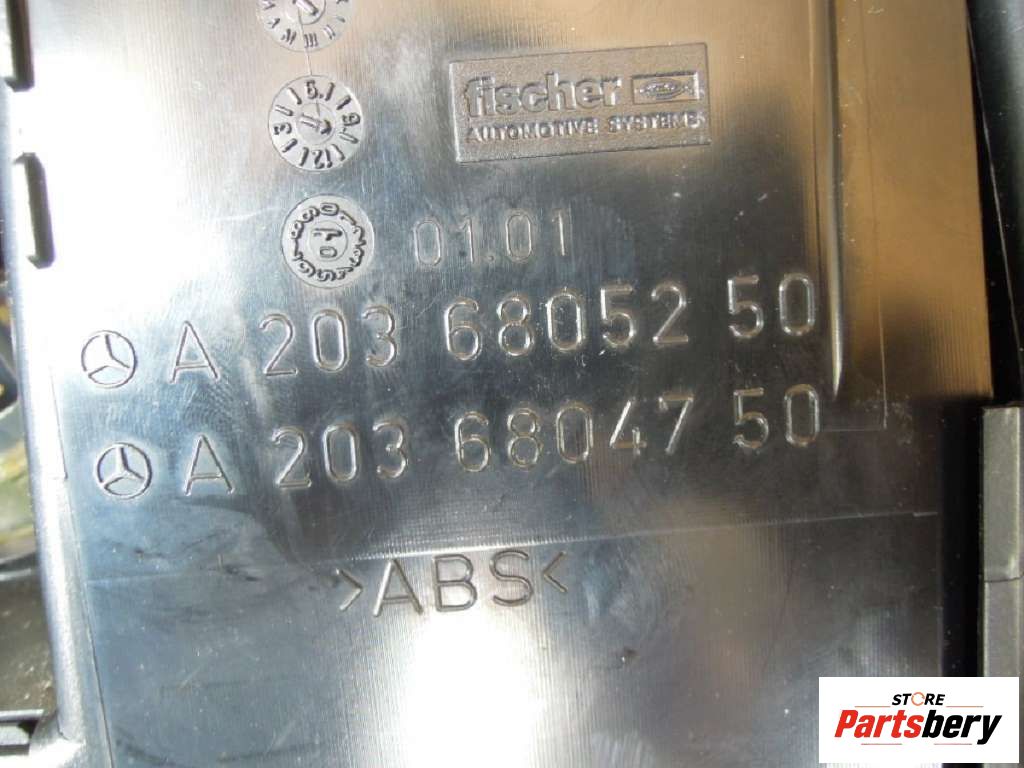 fischer
AUTOMOTIVE SYSTEMS
01.01
A 203 68052 50
A 203 68047 50
>ABS<
STORE
Partsbery